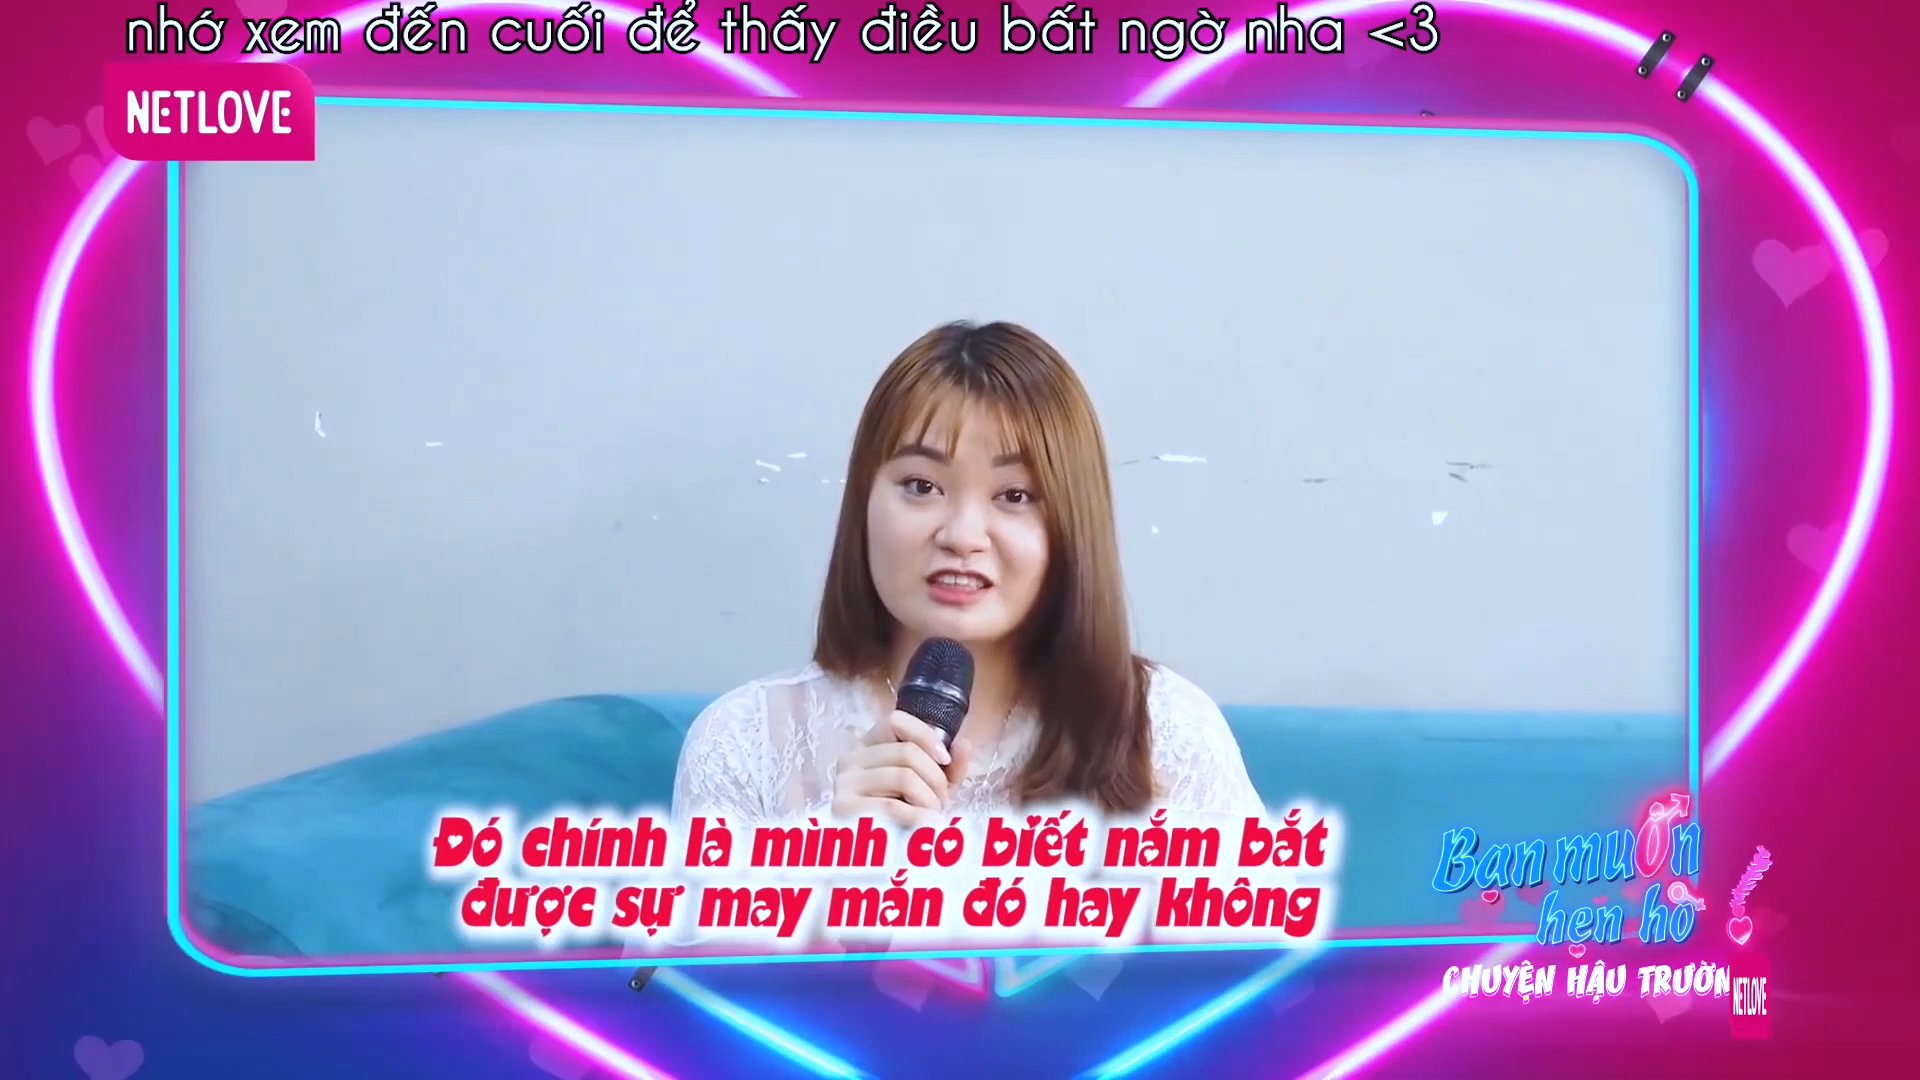 nhớ xem đến cuối để thấy điều bất ngờ nha <3
NETLOVE
Đó chính là mình có biết nắm bắt
được sự may mắn đó hay không
Bạn muốn
hẹn hò
CHUYỆN HẬU TRƯỜN
NETLOVE